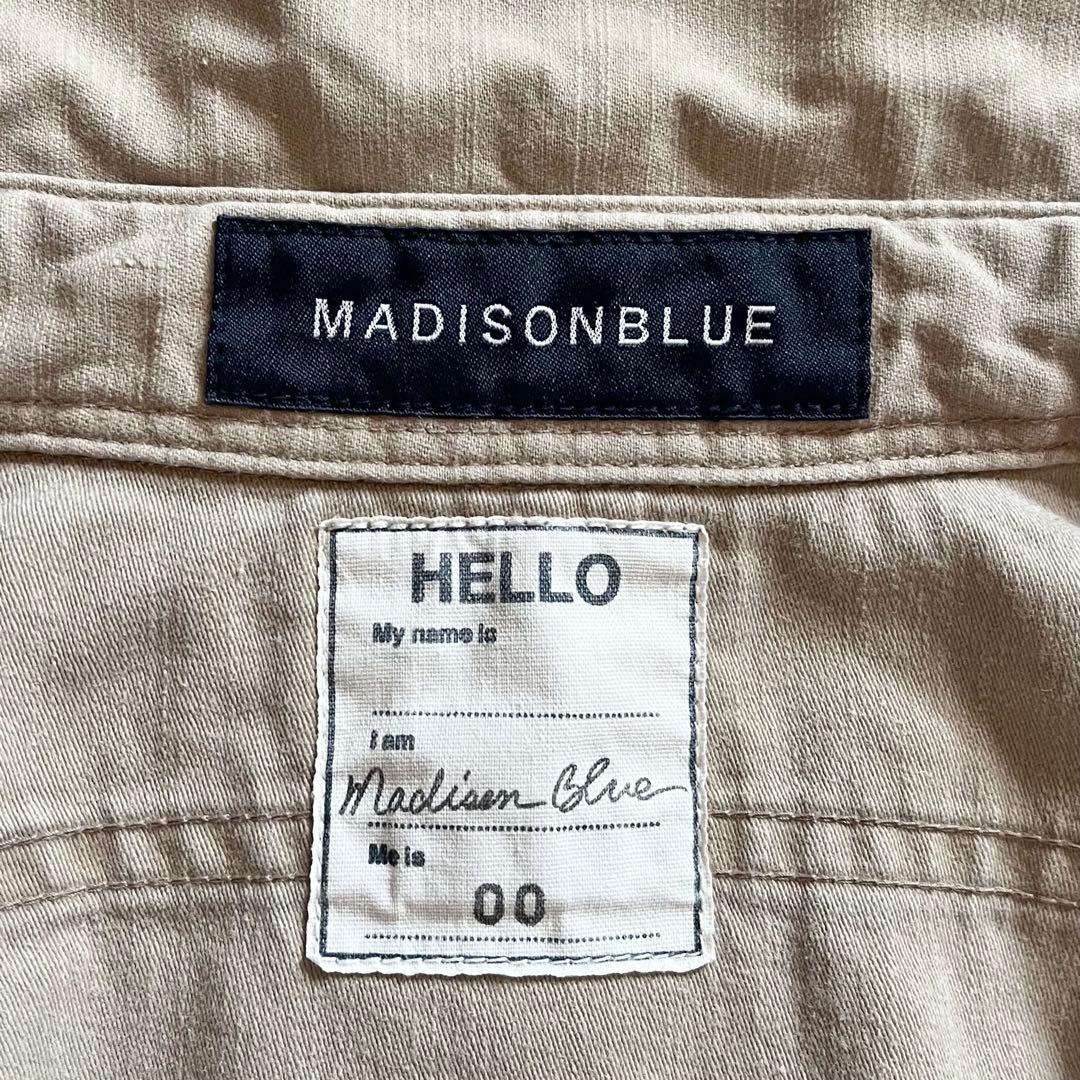 MADISONBLUE
HELLO
My name is
I am
Madison Blue
Me is
00